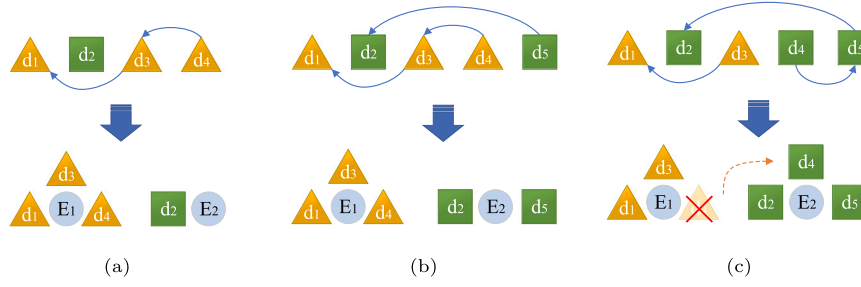 d1 d2 d3 d4
d3
d1 E1 d4 d2 E2
(a)
d1 d2 d3 d4 d5
d3
d1 E1 d4 d2 E2 d5
(b)
d1 d2 d3 d4 d5
d3 d4
d1 E1 d2 E2 d5
(c)